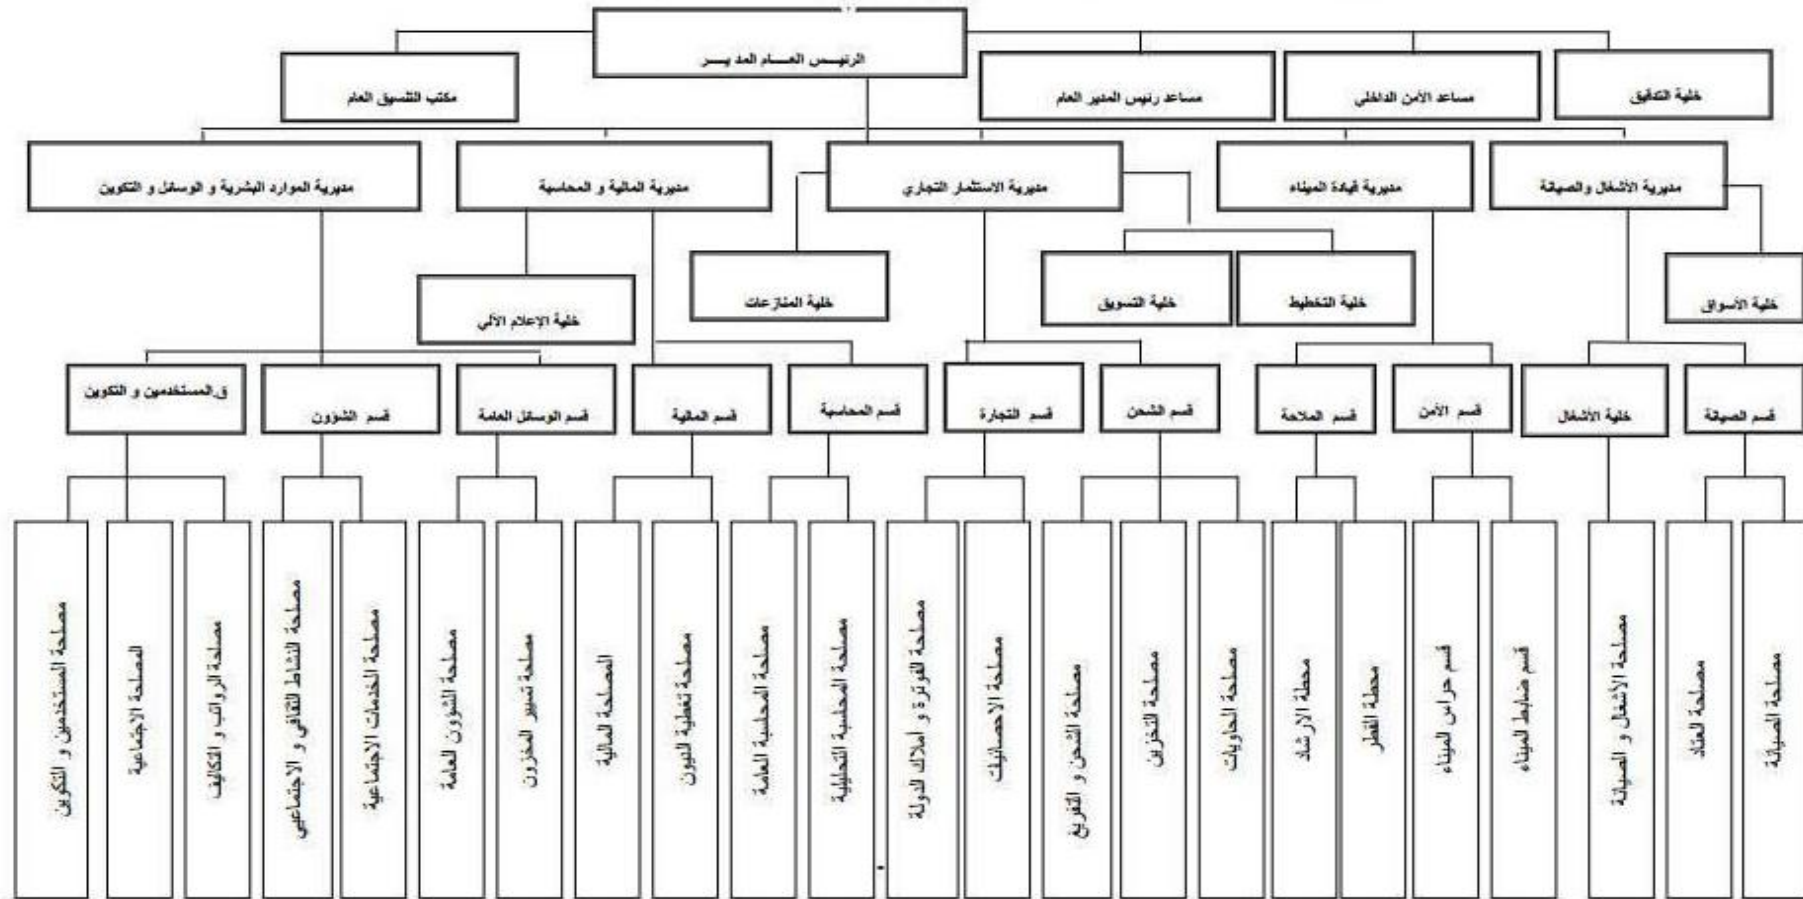 الرئيـس العـــام المديـــر
خلية التدقيق
مساعد الأمن الداخلي
مساعد رئيس المدير العام
مكتب التنسيق العام
مديرية الأشغال والصيانة
مديرية قيادة الميناء
مديرية الاستثمار التجاري
مديرية المالية و المحاسبة
مديرية الموارد البشرية و الوسائل و التكوين
خلية الأسواق
خلية التخطيط
خلية التسويق
خلية المنازعات
خلية الإعلام الآلي
قسم الصيانة
خلية الأشغال
قسم الأمن
قسم الملاحة
قسم الشحن
قسم التجارة
قسم المحاسبة
قسم المالية
قسم الوسائل العامة
قسم الشؤون
ق.المستخدمين و التكوين
مصلحة الصيانة
مصلحة العتاد
مصلحة الأشغال و الصيانة
قسم ضابط الميناء
قسم حراس الميناء
محطة القطر
محطة الارشاد
مصلحة الحاويات
مصلحة التخزين
مصلحة الشحن و التفريغ
مصلحة الاحصائيات
مصلحة الفوترة و أملاك الدولة
مصلحة المحاسبة التحليلية
مصلحة المحاسبة العامة
مصلحة تغطية الديون
المصلحة المالية
مصلحة تسيير المخزون
مصلحة الشؤون العامة
مصلحة الخدمات الاجتماعية
مصلحة النشاط الثقافي و الاجتماعي
مصلحة الرواتب و التكاليف
المصلحة الاجتماعية
مصلحة المستخدمين و التكوين